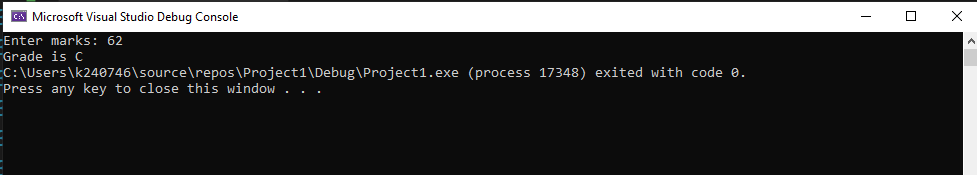 Microsoft Visual Studio Debug Console
Enter marks: 62
Grade is C
C:\Users\k240746\source\repos\Project1\Debug\Project1.exe (process 17348) exited with code 0.
Press any key to close this window . . .